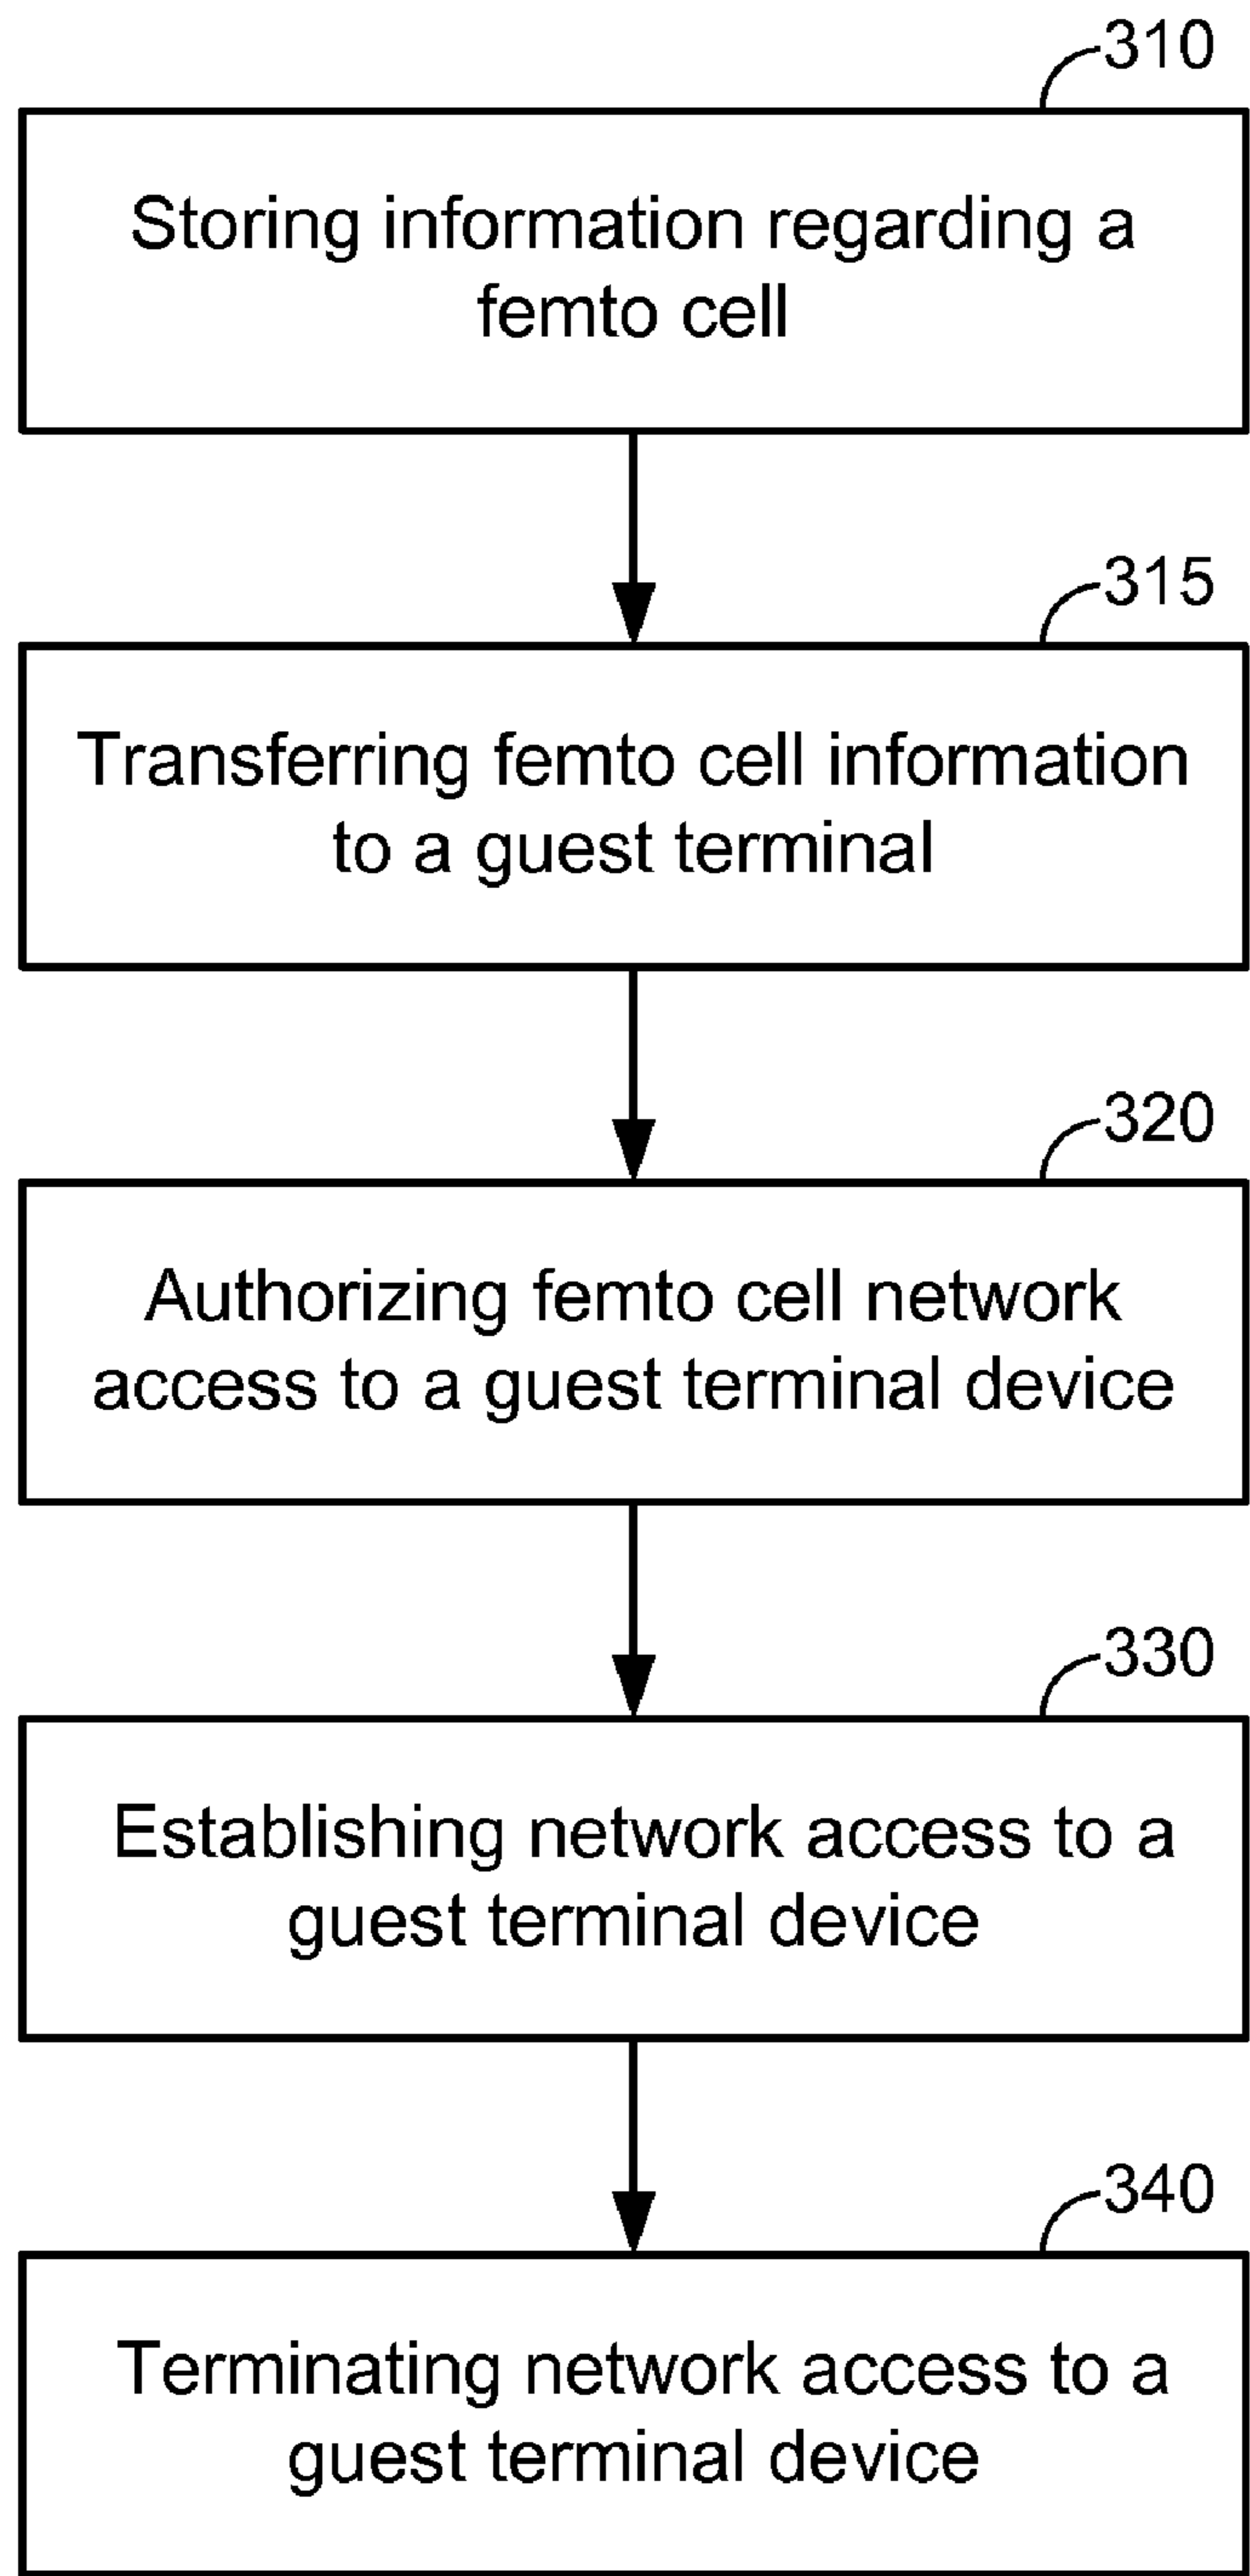 310
Storing information regarding a
femto cell
315
Transferring femto cell information
to a guest terminal
320
Authorizing femto cell network
access to a guest terminal device
330
Establishing network access to a
guest terminal device
340
Terminating network access to a
guest terminal device